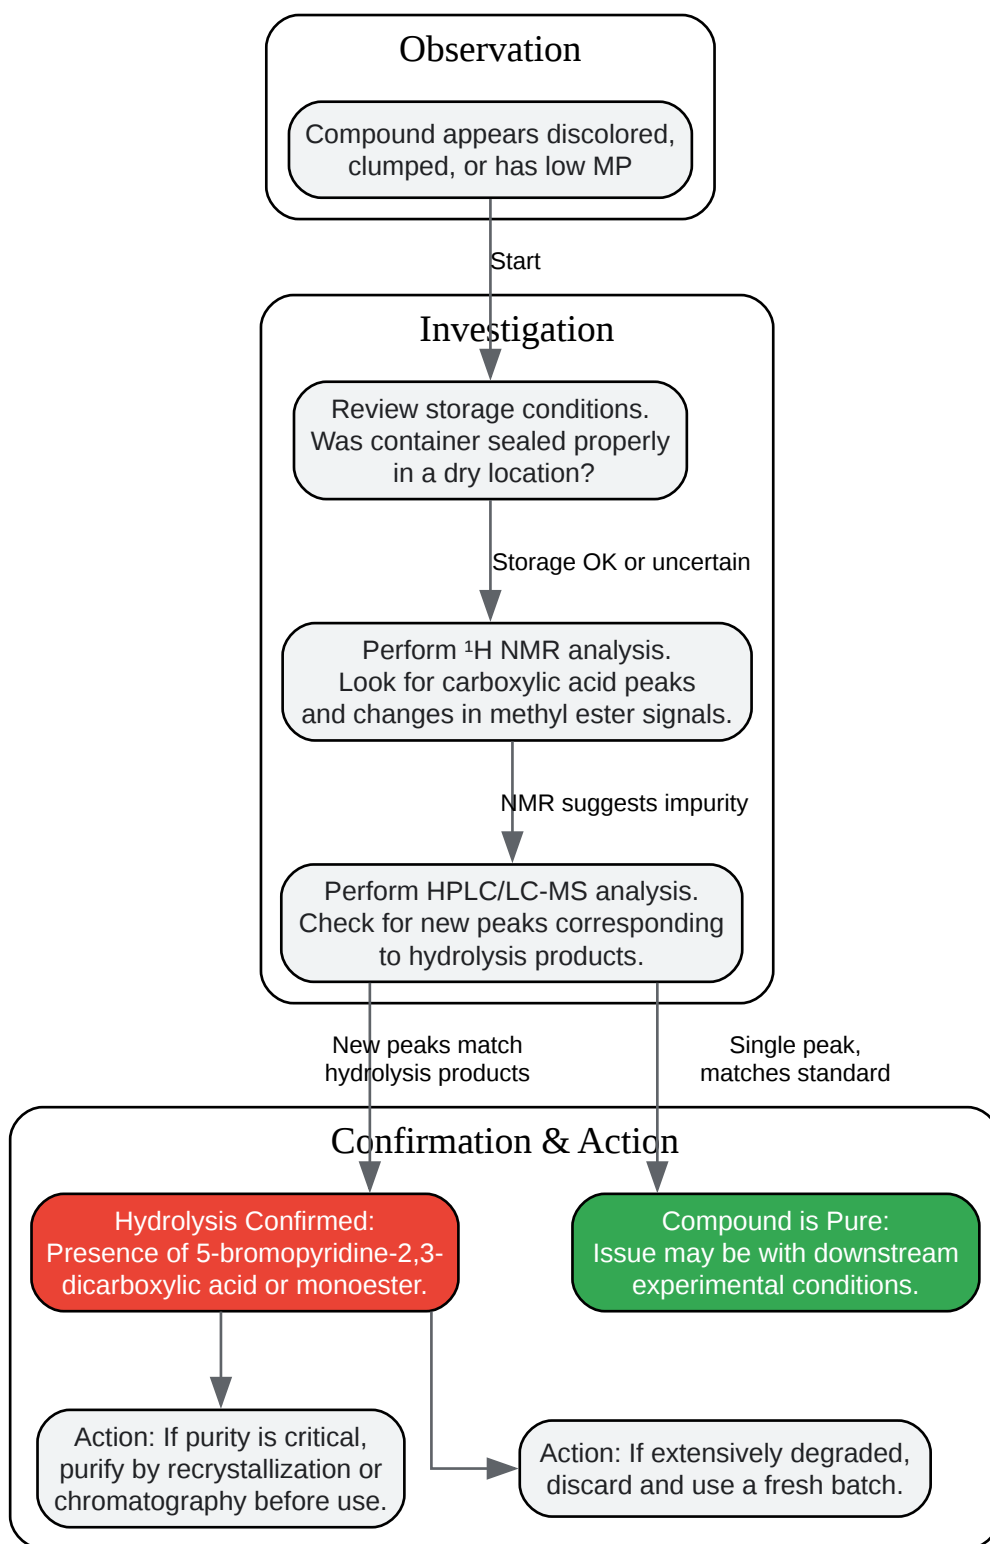 Observation
Compound appears discolored,
clumped, or has low MP
Start
Investigation
Review storage conditions.
Was container sealed properly
in a dry location?
Storage OK or uncertain
Perform ¹H NMR analysis.
Look for carboxylic acid peaks
and changes in methyl ester signals.
NMR suggests impurity
Perform HPLC/LC-MS analysis.
Check for new peaks corresponding
to hydrolysis products.
New peaks match
hydrolysis products
Single peak,
matches standard
Confirmation & Action
Hydrolysis Confirmed:
Presence of 5-bromopyridine-2,3-
dicarboxylic acid or monoester.
Compound is Pure:
Issue may be with downstream
experimental conditions.
Action: If purity is critical,
purify by recrystallization or
chromatography before use.
Action: If extensively degraded,
discard and use a fresh batch.